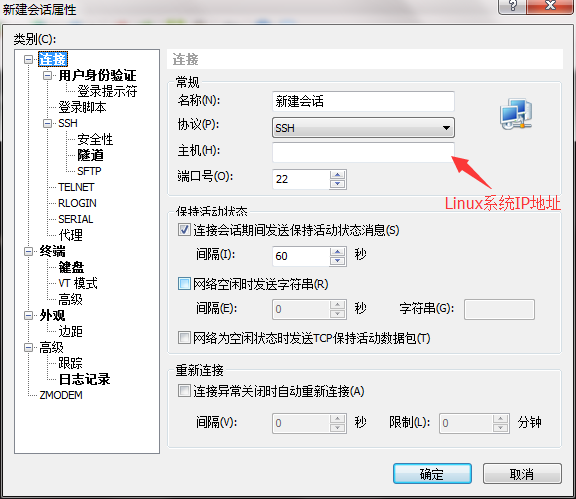 新建会话属性
类别(C):
连接
用户身份验证
登录提示符
登录脚本
SSH
安全性
隧道
SFTP
TELNET
RLOGIN
SERIAL
代理
终端
键盘
VT 模式
高级
外观
边距
高级
跟踪
日志记录
ZMODEM
连接
常规
名称(N): 新建会话
协议(P): SSH
主机(H):
端口号(O): 22
Linux系统IP地址
保持活动状态
连接会话期间发送保持活动状态消息(S)
间隔(I): 60 秒
网络空闲时发送字符串(R)
间隔(E): 0 秒 字符串(G):
网络为空闲状态时发送TCP保持活动数据包(T)
重新连接
连接异常关闭时自动重新连接(A)
间隔(V): 0 秒 限制(L): 0 分钟
确定 取消